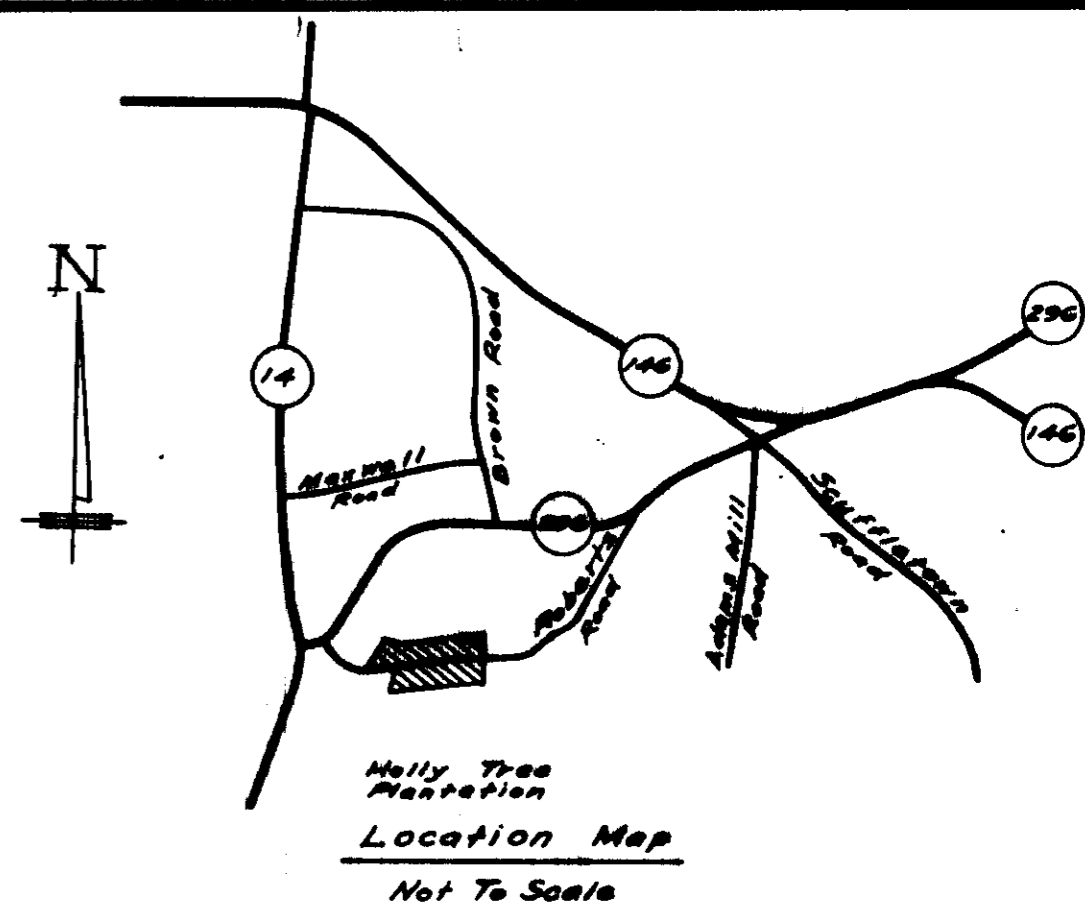 N
14
Brown Road
146
296
146
Maxwell
Road
296
Roberts
Road
Adams Mill
Road
Scuffletown
Road
Holly Tree
Plantation
Location Map
Not To Scale